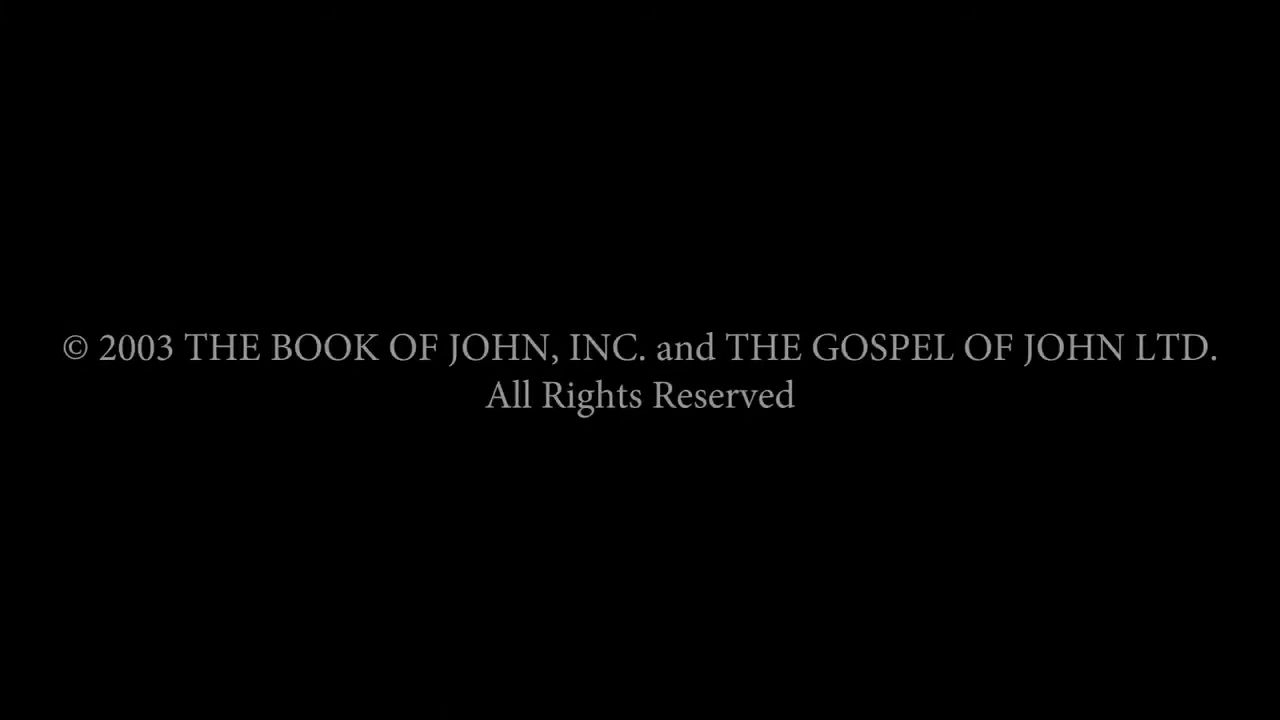 © 2003 THE BOOK OF JOHN, INC. and THE GOSPEL OF JOHN LTD.
All Rights Reserved